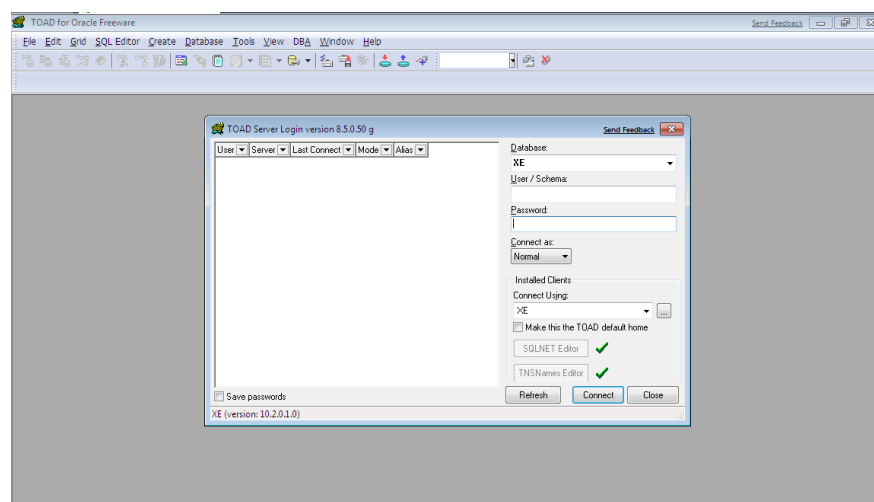 TOAD for Oracle Freeware
Send Feedback
File Edit Grid SQL Editor Create Database Tools View DBA Window Help
TOAD Server Login version 8.5.0.50 g
Send Feedback
User Server Last Connect Mode Alias
Database:
XE
User / Schema:
Password:
Connect as:
Normal
Installed Clients
Connect Using:
XE
...
Make this the TOAD default home
SQLNET Editor
TNSNames Editor
Save passwords
Refresh Connect Close
XE (version: 10.2.0.1.0)